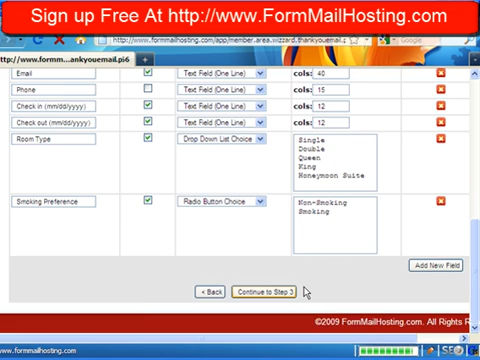 Sign up Free At http://www.FormMailHosting.com
http://www.formmailhosting.com/app/member.area.wizzard.thankyouemail.p
Google
http://www.formm...ankyouemail.pl6
Email Text Field (One Line) cols: 40
Phone Text Field (One Line) cols: 15
Check in (mm/dd/yyyy) Text Field (One Line) cols: 12
Check out (mm/dd/yyyy) Text Field (One Line) cols: 12
Room Type Drop Down List Choice Single
Double
Queen
King
Honeymoon Suite
Smoking Preference Radio Button Choice Non-Smoking
Smoking
Add New Field
< Back Continue to Step 3
©2009 FormMailHosting.com. All Rights R
www.formmailhosting.com/